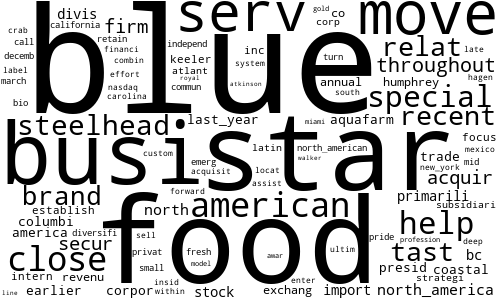 crab divis california firm serv gold co corp move
call retain independ inc turn relat late
decemb financi combin keeler system throughout
label effort atlant royal annual humphrey hagen
march nasdaq commun atkinson south special
bio carolina blue recent
steelhead last_year miami aquafarm
busi star focus
custom latin north_american trade mexico
emerg walker new_york mid
acquisit locat acquir
brand forward assist primarili
establish north american subsidiari
columbi food help
america diversifi sell pride profession deep
secur privat fresh ultim tast bc
close small model awar presid coastal
intern revenu insid enter strategi
line earlier corpor within stock exchang import north_america